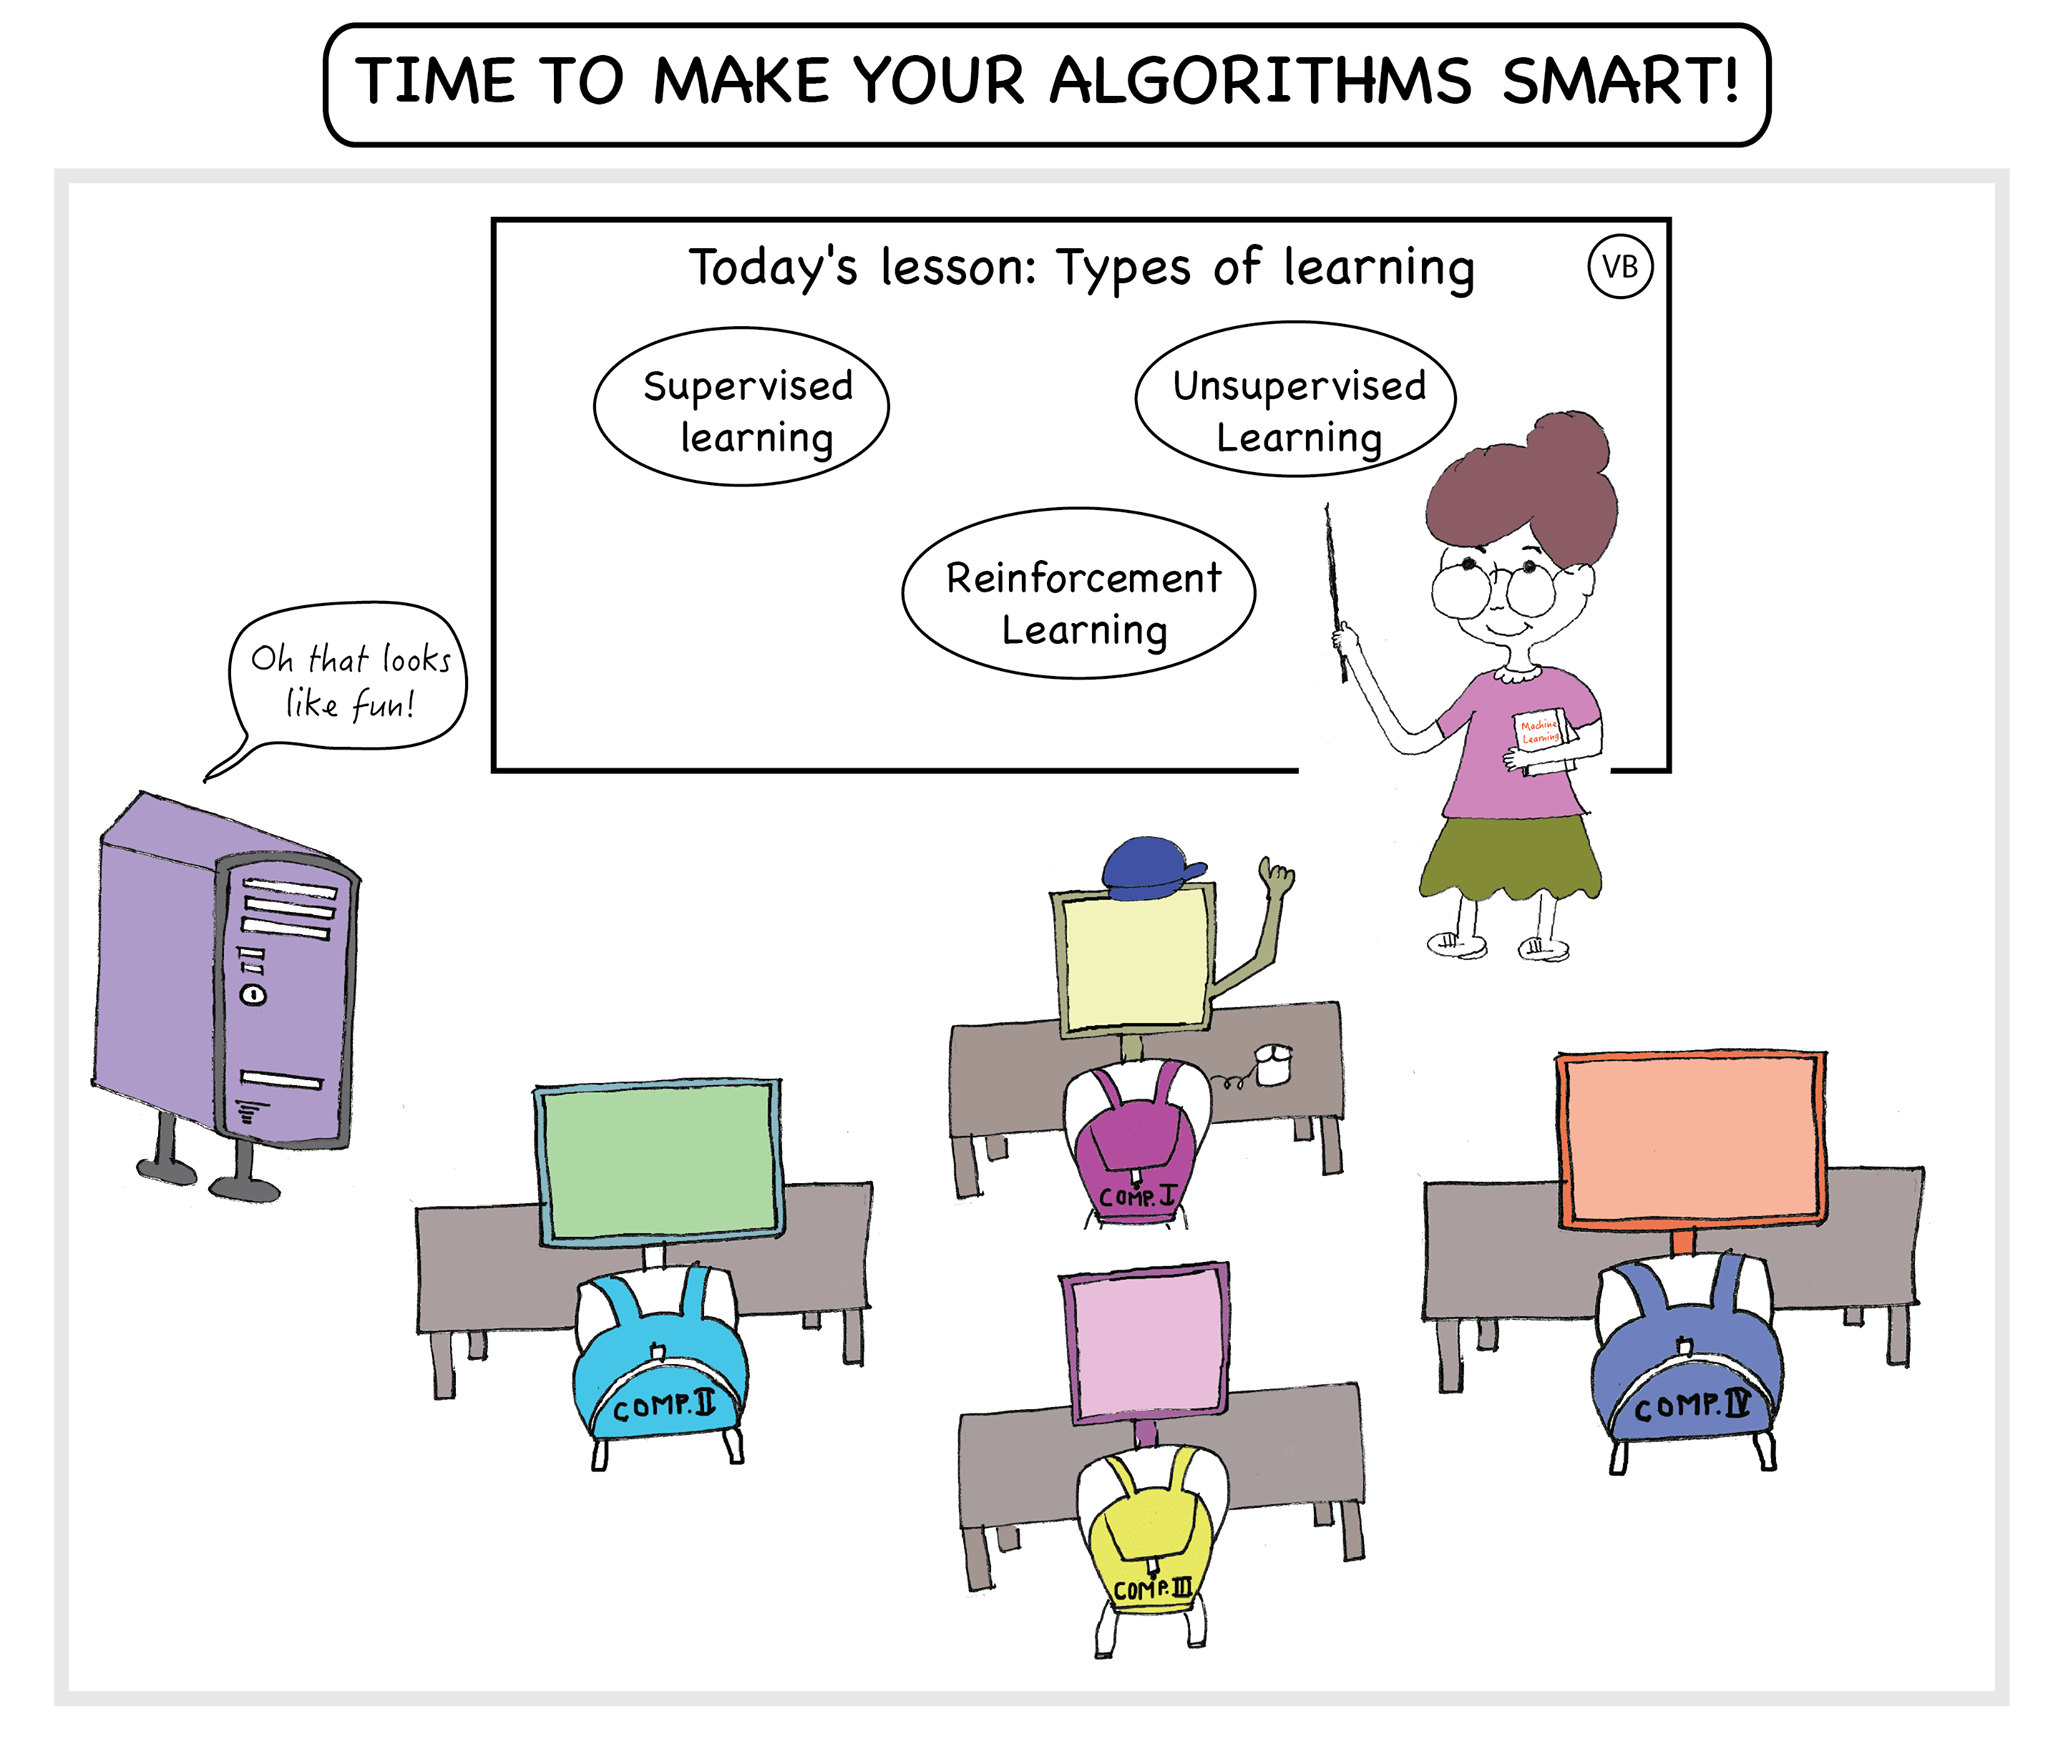 TIME TO MAKE YOUR ALGORITHMS SMART!
Today's lesson: Types of learning
VB
Supervised
learning
Unsupervised
Learning
Reinforcement
Learning
Oh that looks
like fun!
Machine
Learning
COMP. I
COMP. II
COMP. III
COMP. IV